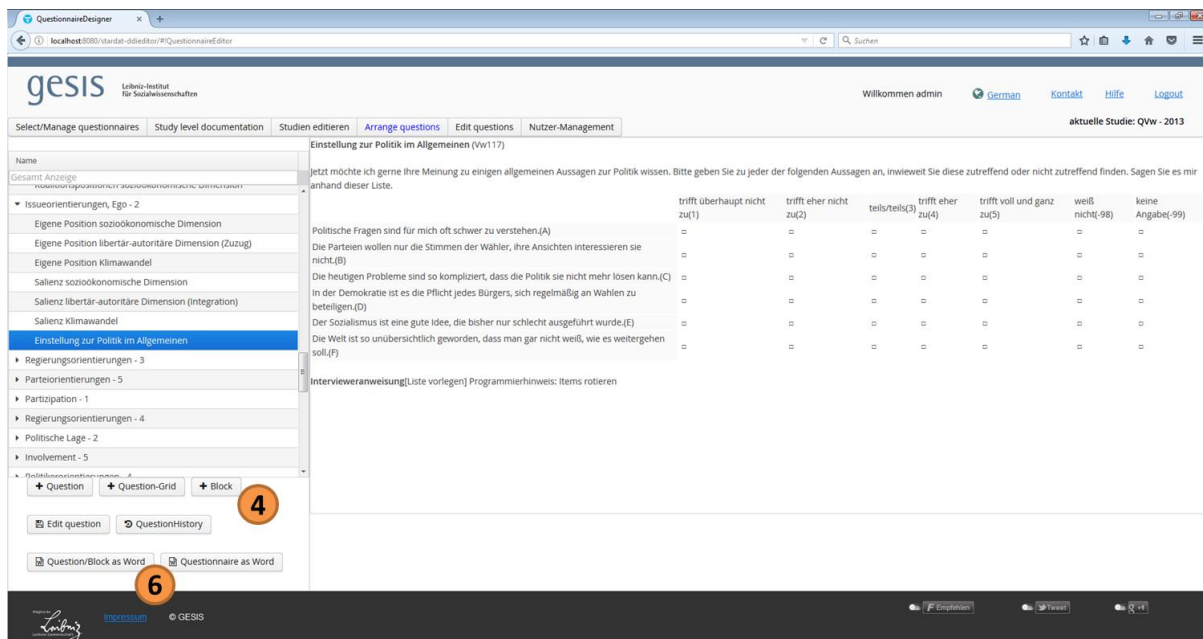 QuestionnaireDesigner
localhost:8080/stardat-ddieditor/#!QuestionnaireEditor
Suchen
gesis
Leibniz-Institut
für Sozialwissenschaften
Willkommen admin
German
Kontakt
Hilfe
Logout
Select/Manage questionnaires
Study level documentation
Studien editieren
Arrange questions
Edit questions
Nutzer-Management
aktuelle Studie: QVw - 2013
Name
Gesamt Anzeige
Koalitionspositionen sozioökonomische Dimension
Issueorientierungen, Ego - 2
Eigene Position sozioökonomische Dimension
Eigene Position libertär-autoritäre Dimension (Zuzug)
Eigene Position Klimawandel
Salienz sozioökonomische Dimension
Salienz libertär-autoritäre Dimension (Integration)
Salienz Klimawandel
Einstellung zur Politik im Allgemeinen
Regierungsorientierungen - 3
Parteiorientierungen - 5
Partizipation - 1
Regierungsorientierungen - 4
Politische Lage - 2
Involvement - 5
Politikerorientierungen - 4
+ Question
+ Question-Grid
+ Block
4
Edit question
QuestionHistory
Question/Block as Word
Questionnaire as Word
6
Einstellung zur Politik im Allgemeinen (Vw117)
Jetzt möchte ich gerne Ihre Meinung zu einigen allgemeinen Aussagen zur Politik wissen. Bitte geben Sie zu jeder der folgenden Aussagen an, inwieweit Sie diese zutreffend oder nicht zutreffend finden. Sagen Sie es mir
anhand dieser Liste.
trifft überhaupt nicht
zu(1)
trifft eher nicht
zu(2)
teils/teils(3)
trifft eher
zu(4)
trifft voll und ganz
zu(5)
weiß
nicht(-98)
keine
Angabe(-99)
Politische Fragen sind für mich oft schwer zu verstehen.(A)
Die Parteien wollen nur die Stimmen der Wähler, ihre Ansichten interessieren sie
nicht.(B)
Die heutigen Probleme sind so kompliziert, dass die Politik sie nicht mehr lösen kann.(C)
In der Demokratie ist es die Pflicht jedes Bürgers, sich regelmäßig an Wahlen zu
beteiligen.(D)
Der Sozialismus ist eine gute Idee, die bisher nur schlecht ausgeführt wurde.(E)
Die Welt ist so unübersichtlich geworden, dass man gar nicht weiß, wie es weitergehen
soll.(F)
Intervieweranweisung[Liste vorlegen] Programmierhinweis: Items rotieren
Leibniz
Impressum
© GESIS
Empfehlen
Tweet
+1